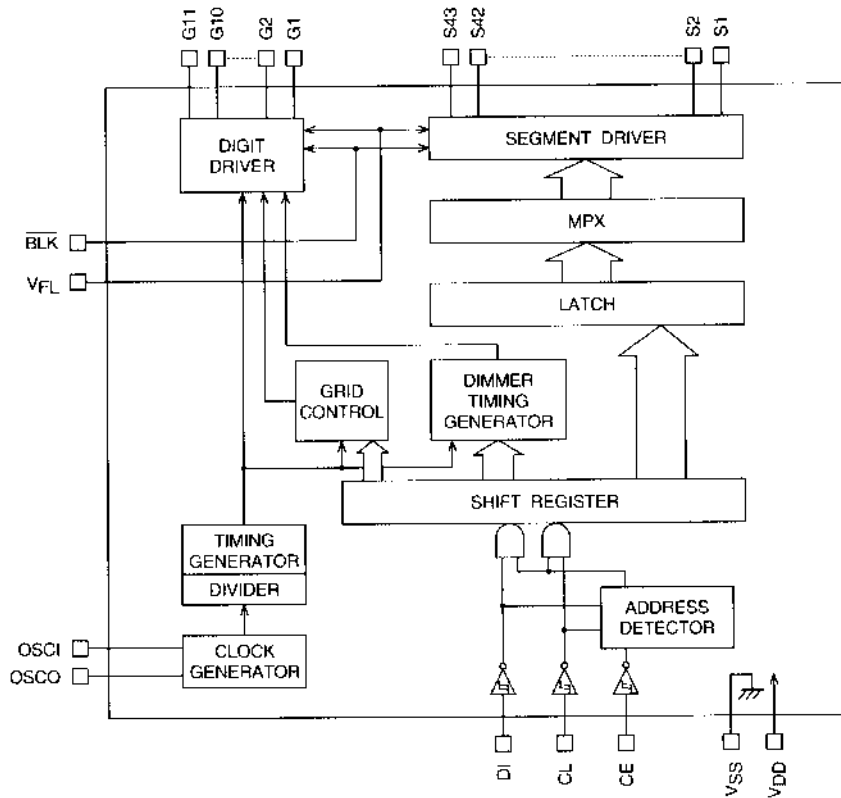 G11 G10 G2 G1 S43 S42 S2 S1
DIGIT
DRIVER
SEGMENT DRIVER
MPX
BLK
VFL
LATCH
GRID
CONTROL
DIMMER
TIMING
GENERATOR
SHIFT REGISTER
TIMING
GENERATOR
DIVIDER
ADDRESS
DETECTOR
OSCI
OSCO
CLOCK
GENERATOR
DI CL CE VSS VDD